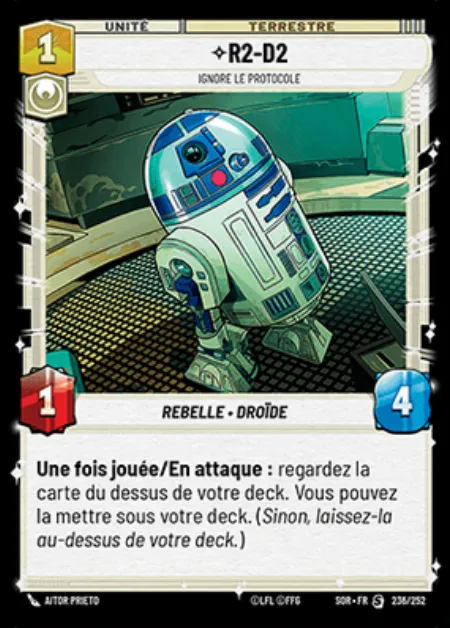 1
UNITÉ
TERRESTRE
✧R2-D2
IGNORE LE PROTOCOLE
1
REBELLE • DROÏDE
4
Une fois jouée/En attaque : regardez la
carte du dessus de votre deck. Vous pouvez
la mettre sous votre deck. (Sinon, laissez-la
au-dessus de votre deck.)
AITOR PRIETO
©LFL ©FFG
SOR • FR
S
236/252